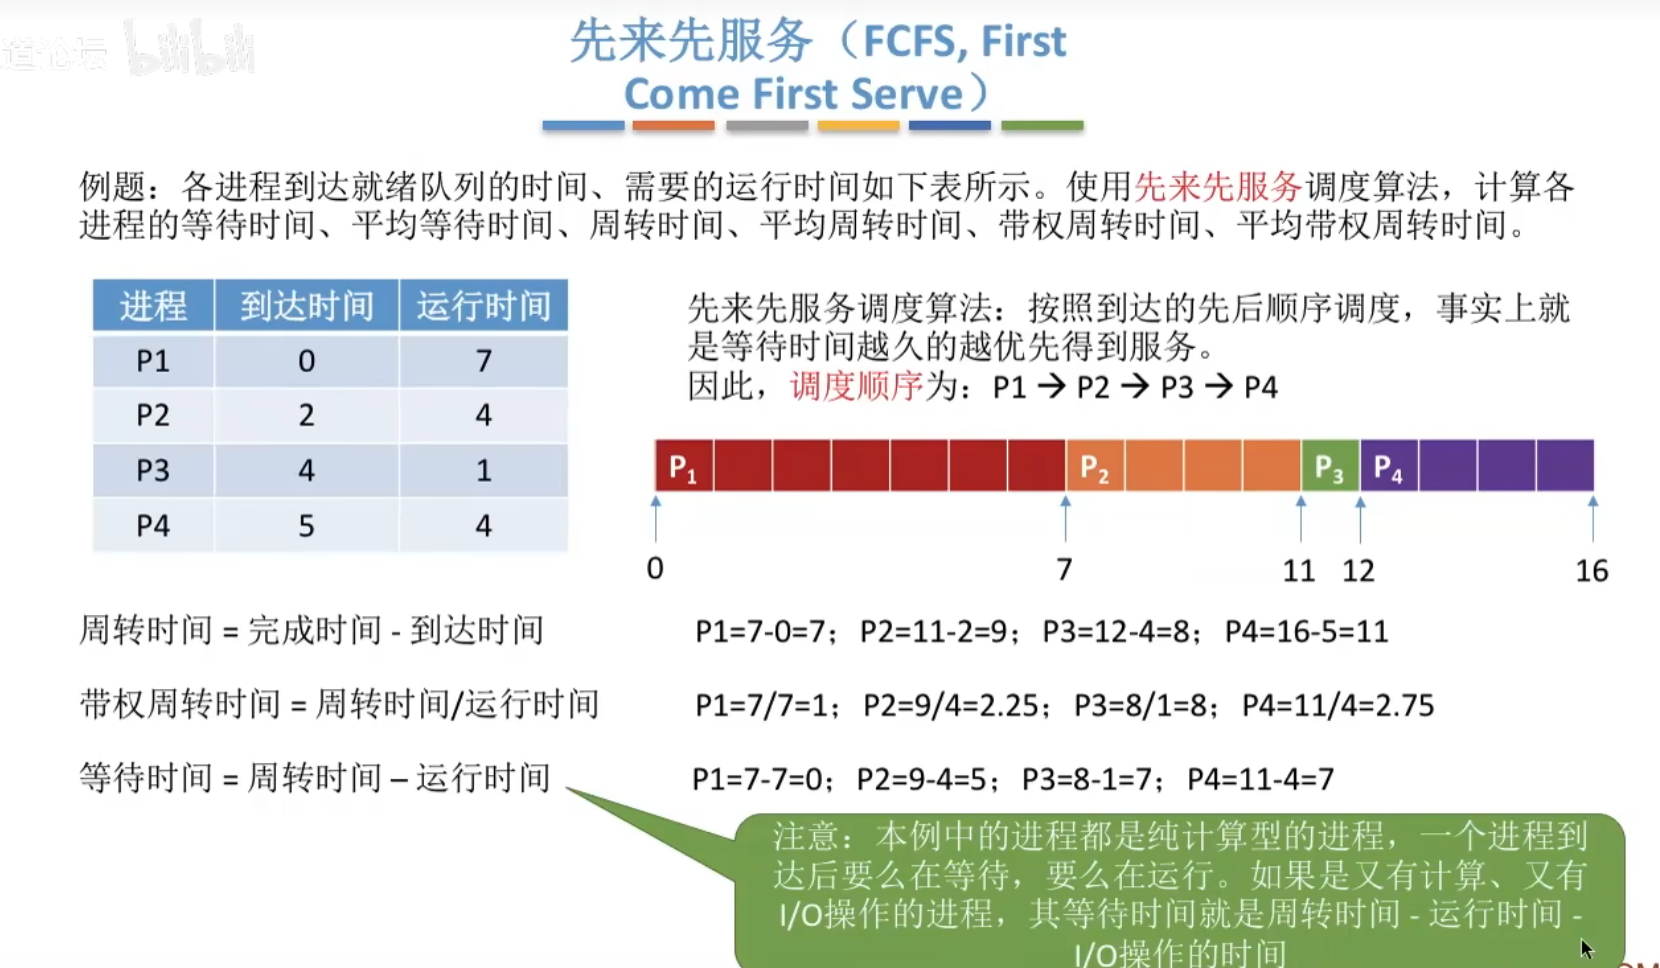 道论坛 bilibili
先来先服务（FCFS, First
Come First Serve）
例题：各进程到达就绪队列的时间、需要的运行时间如下表所示。使用先来先服务调度算法，计算各
进程的等待时间、平均等待时间、周转时间、平均周转时间、带权周转时间、平均带权周转时间。
进程 到达时间 运行时间
P1 0 7
P2 2 4
P3 4 1
P4 5 4
先来先服务调度算法：按照到达的先后顺序调度，事实上就
是等待时间越久的越优先得到服务。
因此，调度顺序为：P1 → P2 → P3 → P4
P1 P2 P3 P4
0 7 11 12 16
周转时间 = 完成时间 - 到达时间
P1=7-0=7；P2=11-2=9；P3=12-4=8；P4=16-5=11
带权周转时间 = 周转时间/运行时间
P1=7/7=1；P2=9/4=2.25；P3=8/1=8；P4=11/4=2.75
等待时间 = 周转时间 – 运行时间
P1=7-7=0；P2=9-4=5；P3=8-1=7；P4=11-4=7
注意：本例中的进程都是纯计算型的进程，一个进程到
达后要么在等待，要么在运行。如果是又有计算、又有
I/O操作的进程，其等待时间就是周转时间 - 运行时间 -
I/O操作的时间